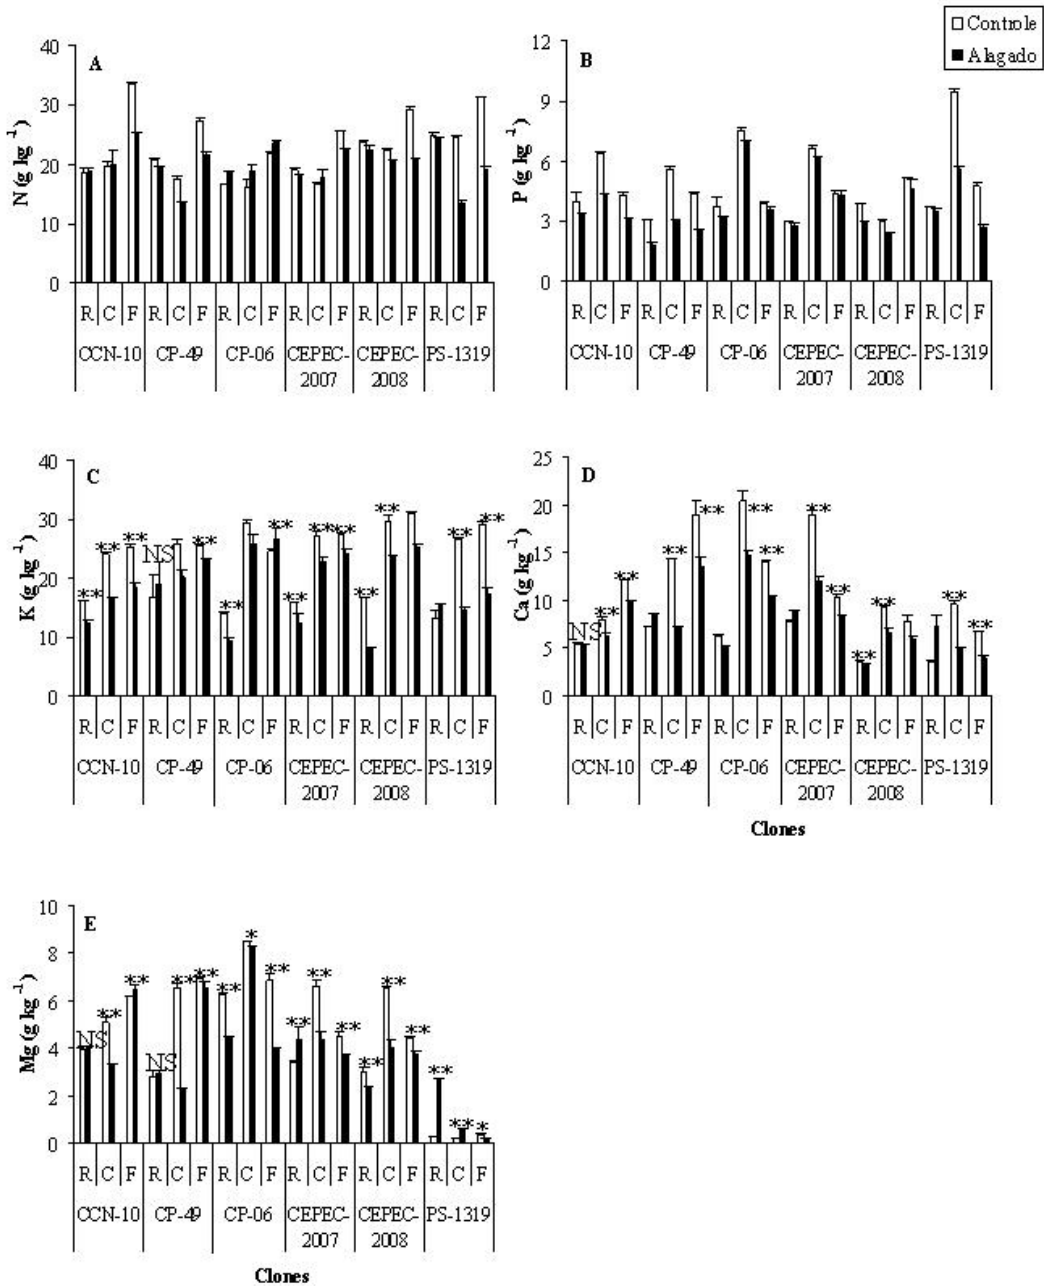 Controle
Alagado
A
N (g kg⁻¹)
40
30
20
10
0
R C F R C F R C F R C F R C F R C F
CCN-10 CP-49 CP-06 CEPEC-2007 CEPEC-2008 PS-1319
B
P (g kg⁻¹)
12
9
6
3
0
R C F R C F R C F R C F R C F R C F
CCN-10 CP-49 CP-06 CEPEC-2007 CEPEC-2008 PS-1319
C
K (g kg⁻¹)
40
30
20
10
0
** ** ** NS ** ** ** ** ** ** ** ** ** **
R C F R C F R C F R C F R C F R C F
CCN-10 CP-49 CP-06 CEPEC-2007 CEPEC-2008 PS-1319
D
Ca (g kg⁻¹)
25
20
15
10
5
0
NS ** ** ** ** ** ** ** ** ** ** ** **
R C F R C F R C F R C F R C F R C F
CCN-10 CP-49 CP-06 CEPEC-2007 CEPEC-2008 PS-1319
Clones
E
Mg (g kg⁻¹)
10
8
6
4
2
0
NS ** ** NS ** ** ** * ** ** ** ** ** ** ** ** ** *
R C F R C F R C F R C F R C F R C F
CCN-10 CP-49 CP-06 CEPEC-2007 CEPEC-2008 PS-1319
Clones